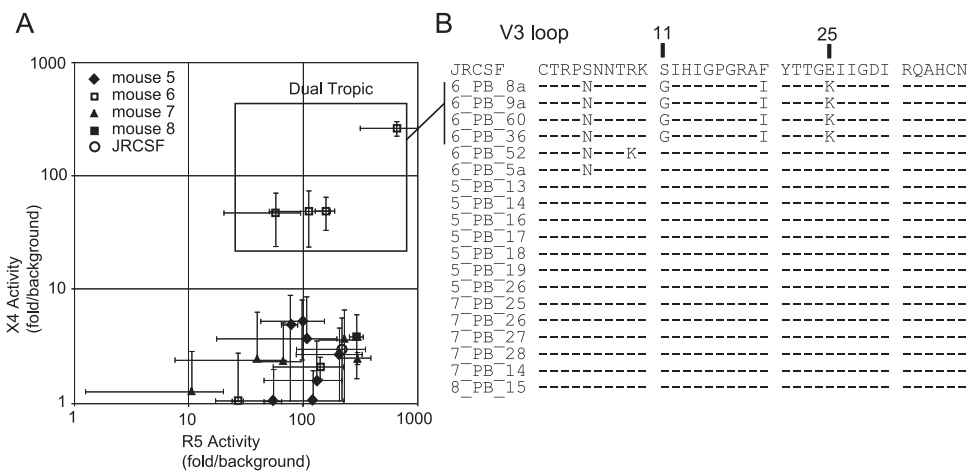 A
X4 Activity
(fold/background)
1000
100
10
1
1
10
100
1000
R5 Activity
(fold/background)
mouse 5
mouse 6
mouse 7
mouse 8
JRCSF
Dual Tropic
B
V3 loop 11 25
JRCSF CTRPSNNTRK SIHIGPGRAF YTTGEIIGDI RQAHCN
6_PB_8a ----N----- G--------I ----K----- ------
6_PB_9a ----N----- G--------I ----K----- ------
6_PB_60 ----N----- G--------I ----K----- ------
6_PB_36 ----N----- G--------I ----K----- ------
6_PB_52 ----N---K- ---------- ---------- ------
6_PB_5a ----N----- ---------- ---------- ------
5_PB_13 ---------- ---------- ---------- ------
5_PB_14 ---------- ---------- ---------- ------
5_PB_16 ---------- ---------- ---------- ------
5_PB_17 ---------- ---------- ---------- ------
5_PB_18 ---------- ---------- ---------- ------
5_PB_19 ---------- ---------- ---------- ------
5_PB_26 ---------- ---------- ---------- ------
7_PB_25 ---------- ---------- ---------- ------
7_PB_26 ---------- ---------- ---------- ------
7_PB_27 ---------- ---------- ---------- ------
7_PB_28 ---------- ---------- ---------- ------
7_PB_14 ---------- ---------- ---------- ------
8_PB_15 ---------- ---------- ---------- ------